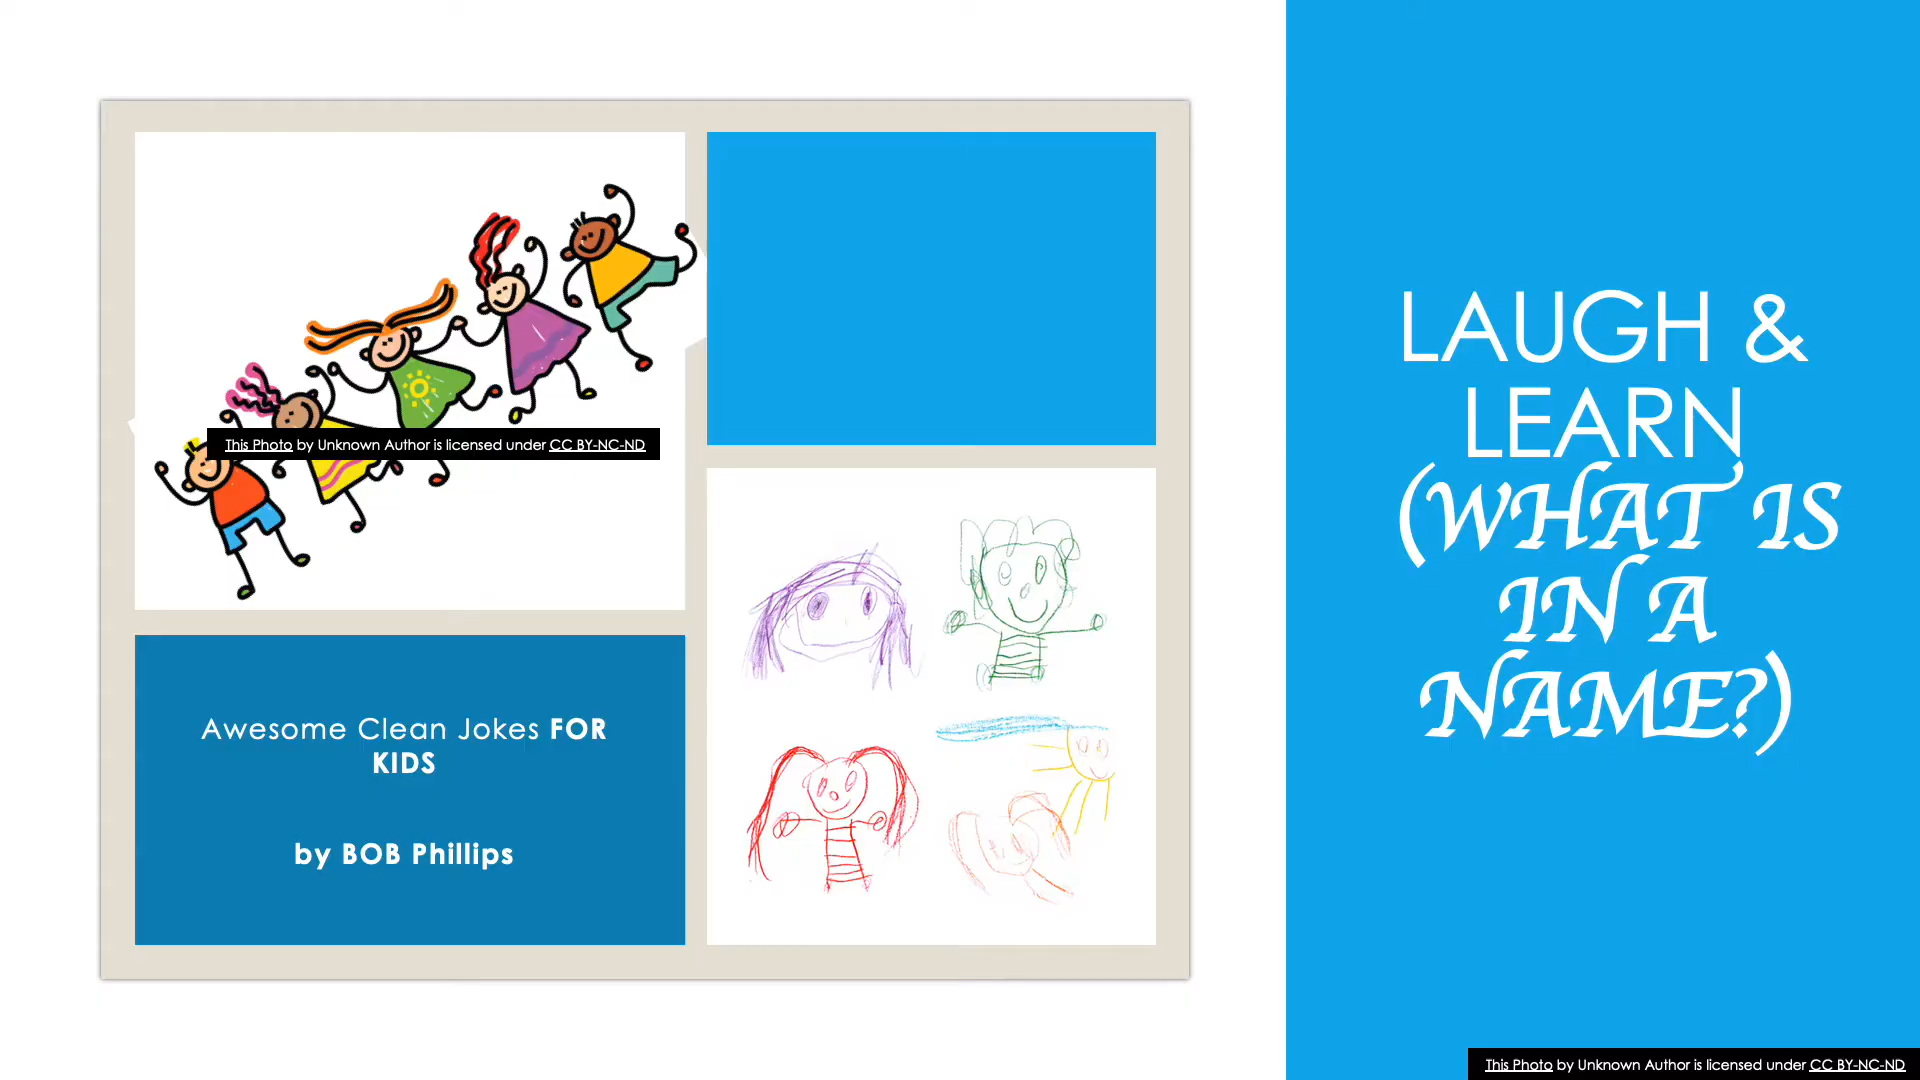 This Photo by Unknown Author is licensed under CC BY-NC-ND
Awesome Clean Jokes FOR
KIDS
by BOB Phillips
LAUGH &
LEARN
(WHAT IS
IN A
NAME?)
This Photo by Unknown Author is licensed under CC BY-NC-ND